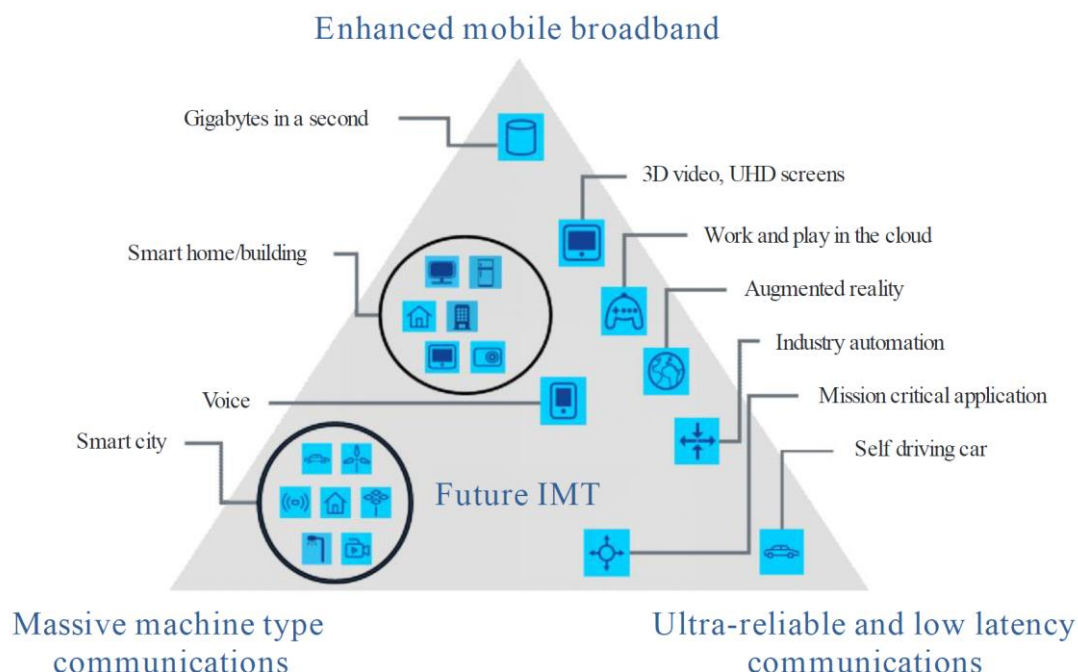 Enhanced mobile broadband
Gigabytes in a second
3D video, UHD screens
Smart home/building
Work and play in the cloud
Augmented reality
Industry automation
Voice
Mission critical application
Smart city
Self driving car
Future IMT
Massive machine type
communications
Ultra-reliable and low latency
communications